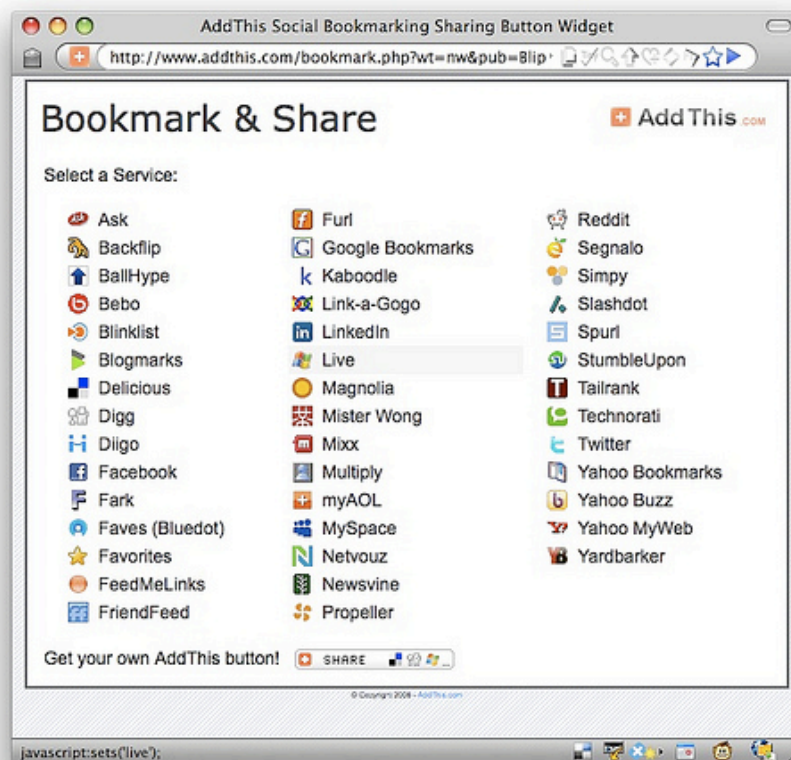 AddThis Social Bookmarking Sharing Button Widget
http://www.addthis.com/bookmark.php?wt=nw&pub=Blip
Bookmark & Share
AddThis.com
Select a Service:
Ask
Backflip
BallHype
Bebo
Blinklist
Blogmarks
Delicious
Digg
Diigo
Facebook
Fark
Faves (Bluedot)
Favorites
FeedMeLinks
FriendFeed
Furl
Google Bookmarks
Kaboodle
Link-a-Gogo
LinkedIn
Live
Magnolia
Mister Wong
Mixx
Multiply
myAOL
MySpace
Netvouz
Newsvine
Propeller
Reddit
Segnalo
Simpy
Slashdot
Spurl
StumbleUpon
Tailrank
Technorati
Twitter
Yahoo Bookmarks
Yahoo Buzz
Yahoo MyWeb
Yardbarker
Get your own AddThis button!
SHARE
© Copyright 2008 - AddThis.com
javascript:sets('live');